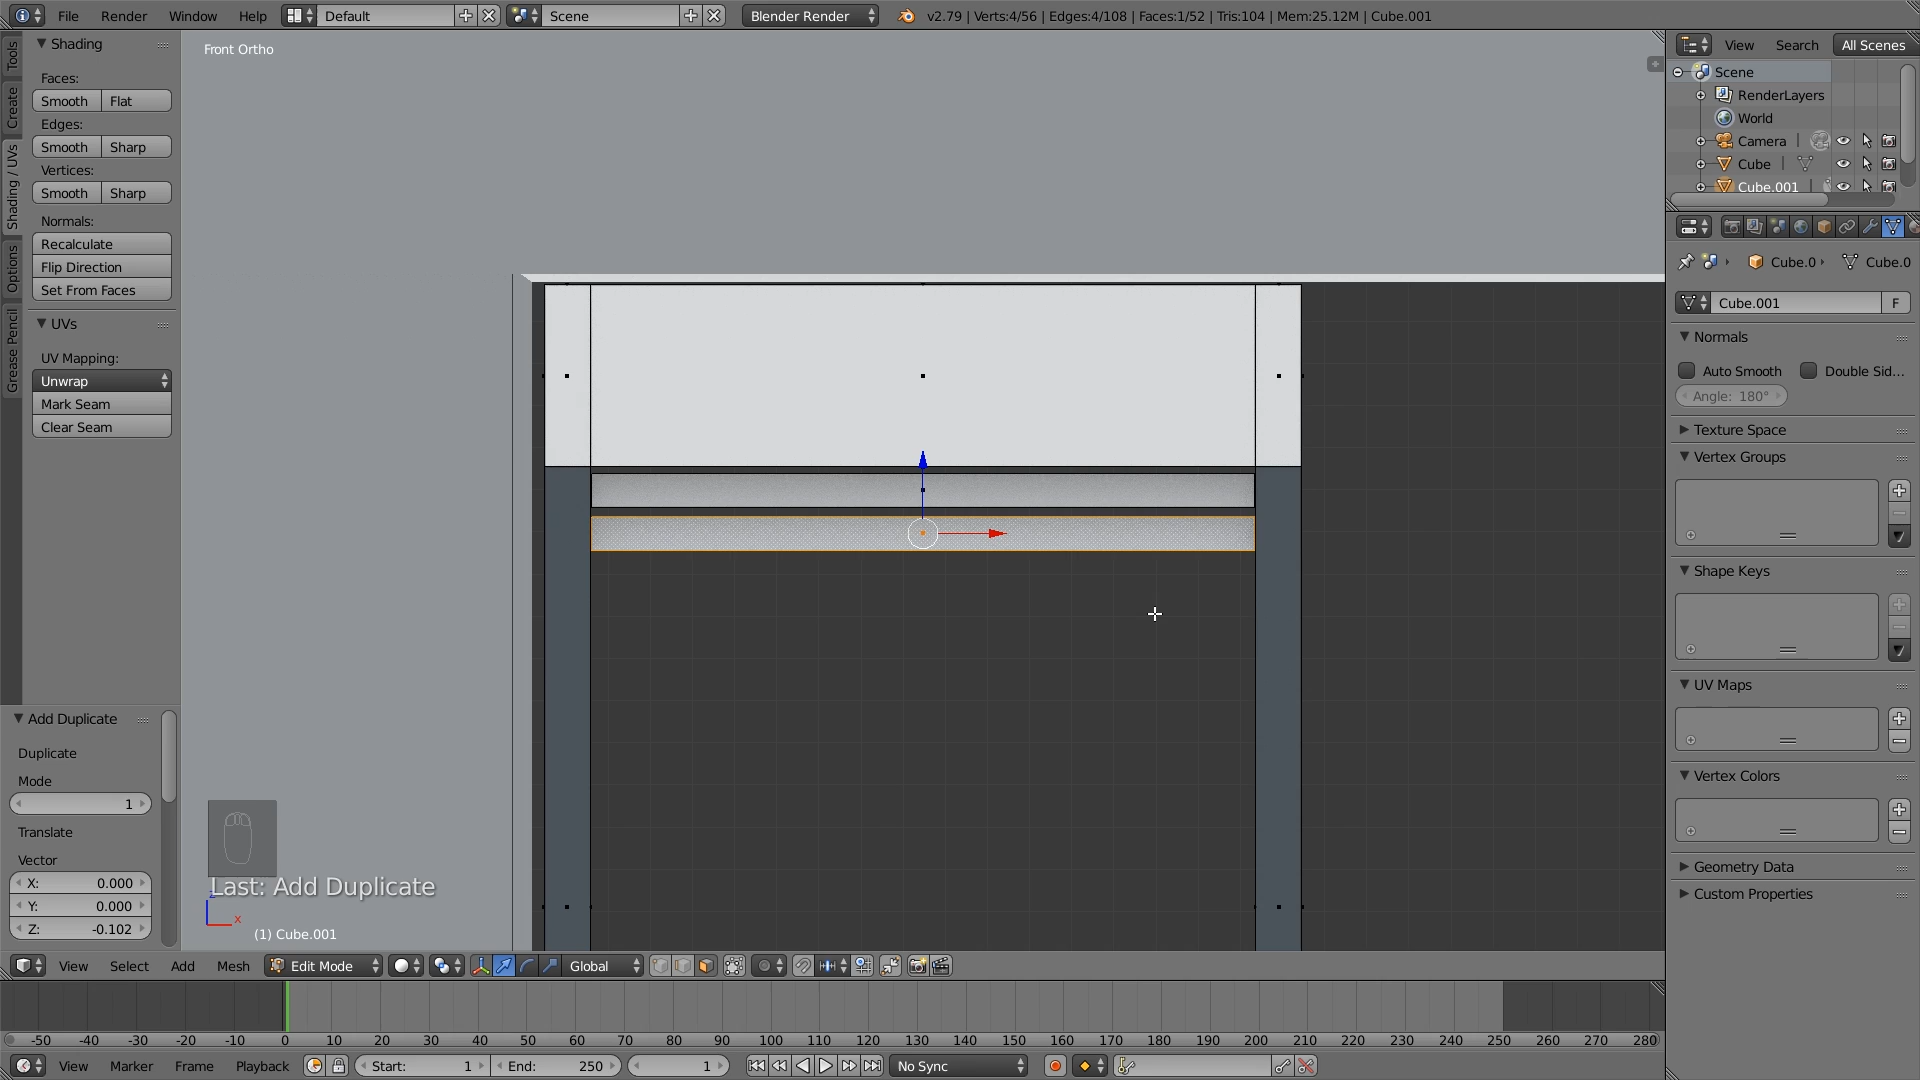 File Render Window Help Default Scene Blender Render v2.79 | Verts:4/56 | Edges:4/108 | Faces:1/52 | Tris:104 | Mem:25.12M | Cube.001
Tools
Create
Shading / UVs
Options
Grease Pencil
Shading
Faces:
Smooth Flat
Edges:
Smooth Sharp
Vertices:
Smooth Sharp
Normals:
Recalculate
Flip Direction
Set From Faces
UVs
UV Mapping:
Unwrap
Mark Seam
Clear Seam
Add Duplicate
Duplicate
Mode
1
Translate
Vector
X: 0.000
Y: 0.000
Z: -0.102
Front Ortho
Last: Add Duplicate
x
(1) Cube.001
View Select Add Mesh Edit Mode Global
-50 -40 -30 -20 -10 0 10 20 30 40 50 60 70 80 90 100 110 120 130 140 150 160 170 180 190 200 210 220 230 240 250 260 270 280
View Marker Frame Playback Start: 1 End: 250 1 No Sync
View Search All Scenes
Scene
RenderLayers
World
Camera
Cube
Cube.001
Cube.0 Cube.0
Cube.001 F
Normals
Auto Smooth Double Sid...
Angle: 180°
Texture Space
Vertex Groups
Shape Keys
UV Maps
Vertex Colors
Geometry Data
Custom Properties